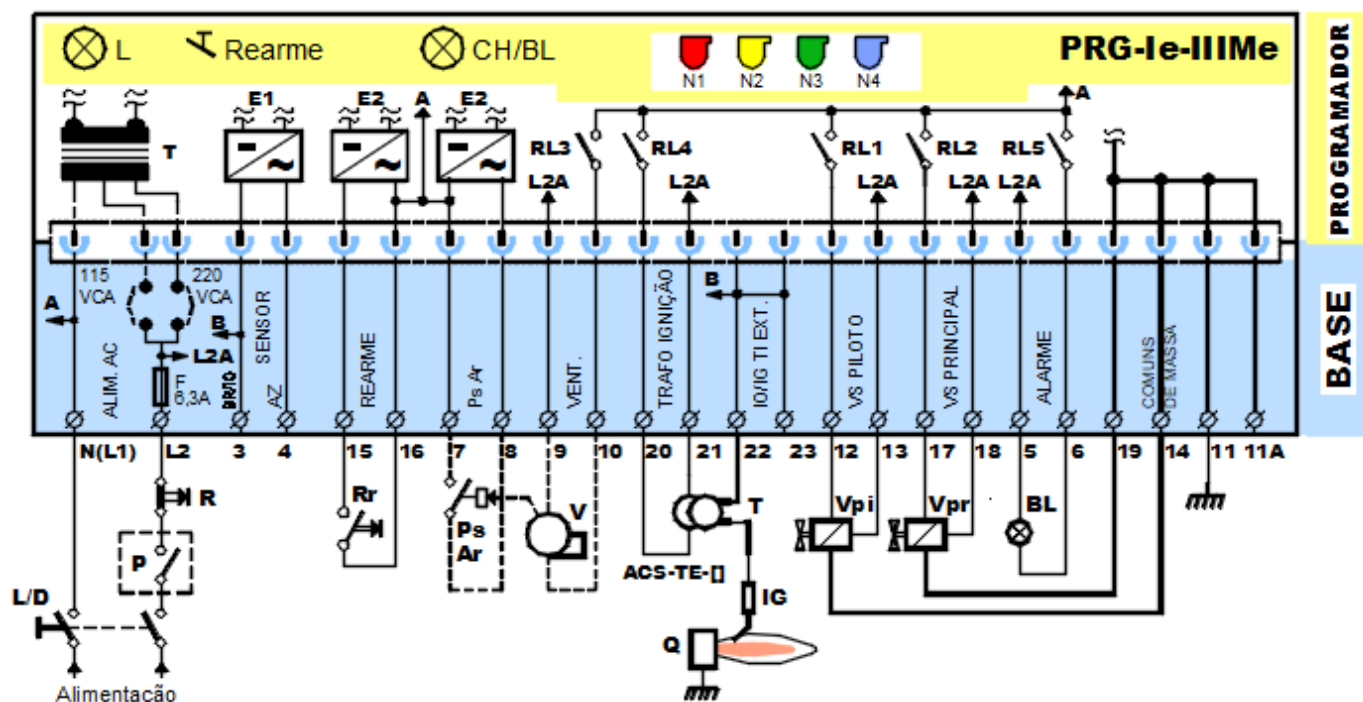 L
Rearme
CH/BL
N1 N2 N3 N4
PRG-Ie-IIIMe
PROGRAMADOR
T
E1
E2
A
E2
RL3
RL4
RL1
RL2
RL5
A
L2A
L2A
L2A
L2A
L2A
BASE
115 VCA
220 VCA
A
B
L2A
F 6,3A
B
ALIM. AC
BR/IO
SENSOR
AZ
REARME
Ps Ar
VENT.
TRAFO IGNIÇÃO
IO/IG TI EXT.
VS PILOTO
VS PRINCIPAL
ALARME
COMUNS DE MASSA
N(L1) L2 3 4 15 16 7 8 9 10 20 21 22 23 12 13 17 18 5 6 19 14 11 11A
R
P
L/D
Alimentação
Rr
Ps Ar
V
T
ACS-TE-[]
IG
Q
Vpi
Vpr
BL